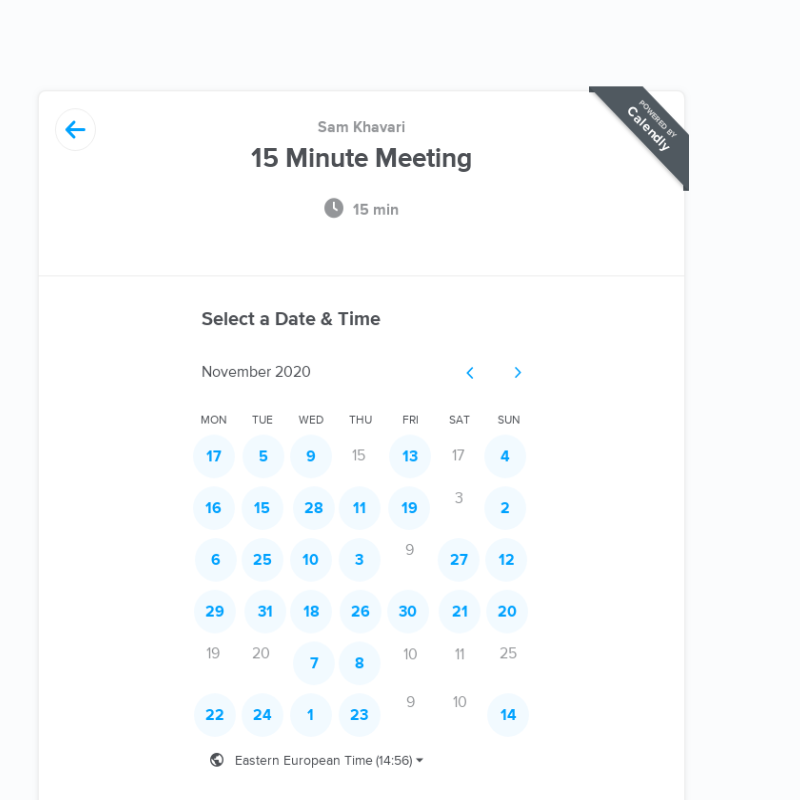 Sam Khavari
15 Minute Meeting
15 min
POWERED BY
Calendly
Select a Date & Time
November 2020
MON TUE WED THU FRI SAT SUN
17 5 9 15 13 17 4
16 15 28 11 19 3 2
6 25 10 3 9 27 12
29 31 18 26 30 21 20
19 20 7 8 10 11 25
22 24 1 23 9 10 14
Eastern European Time (14:56)